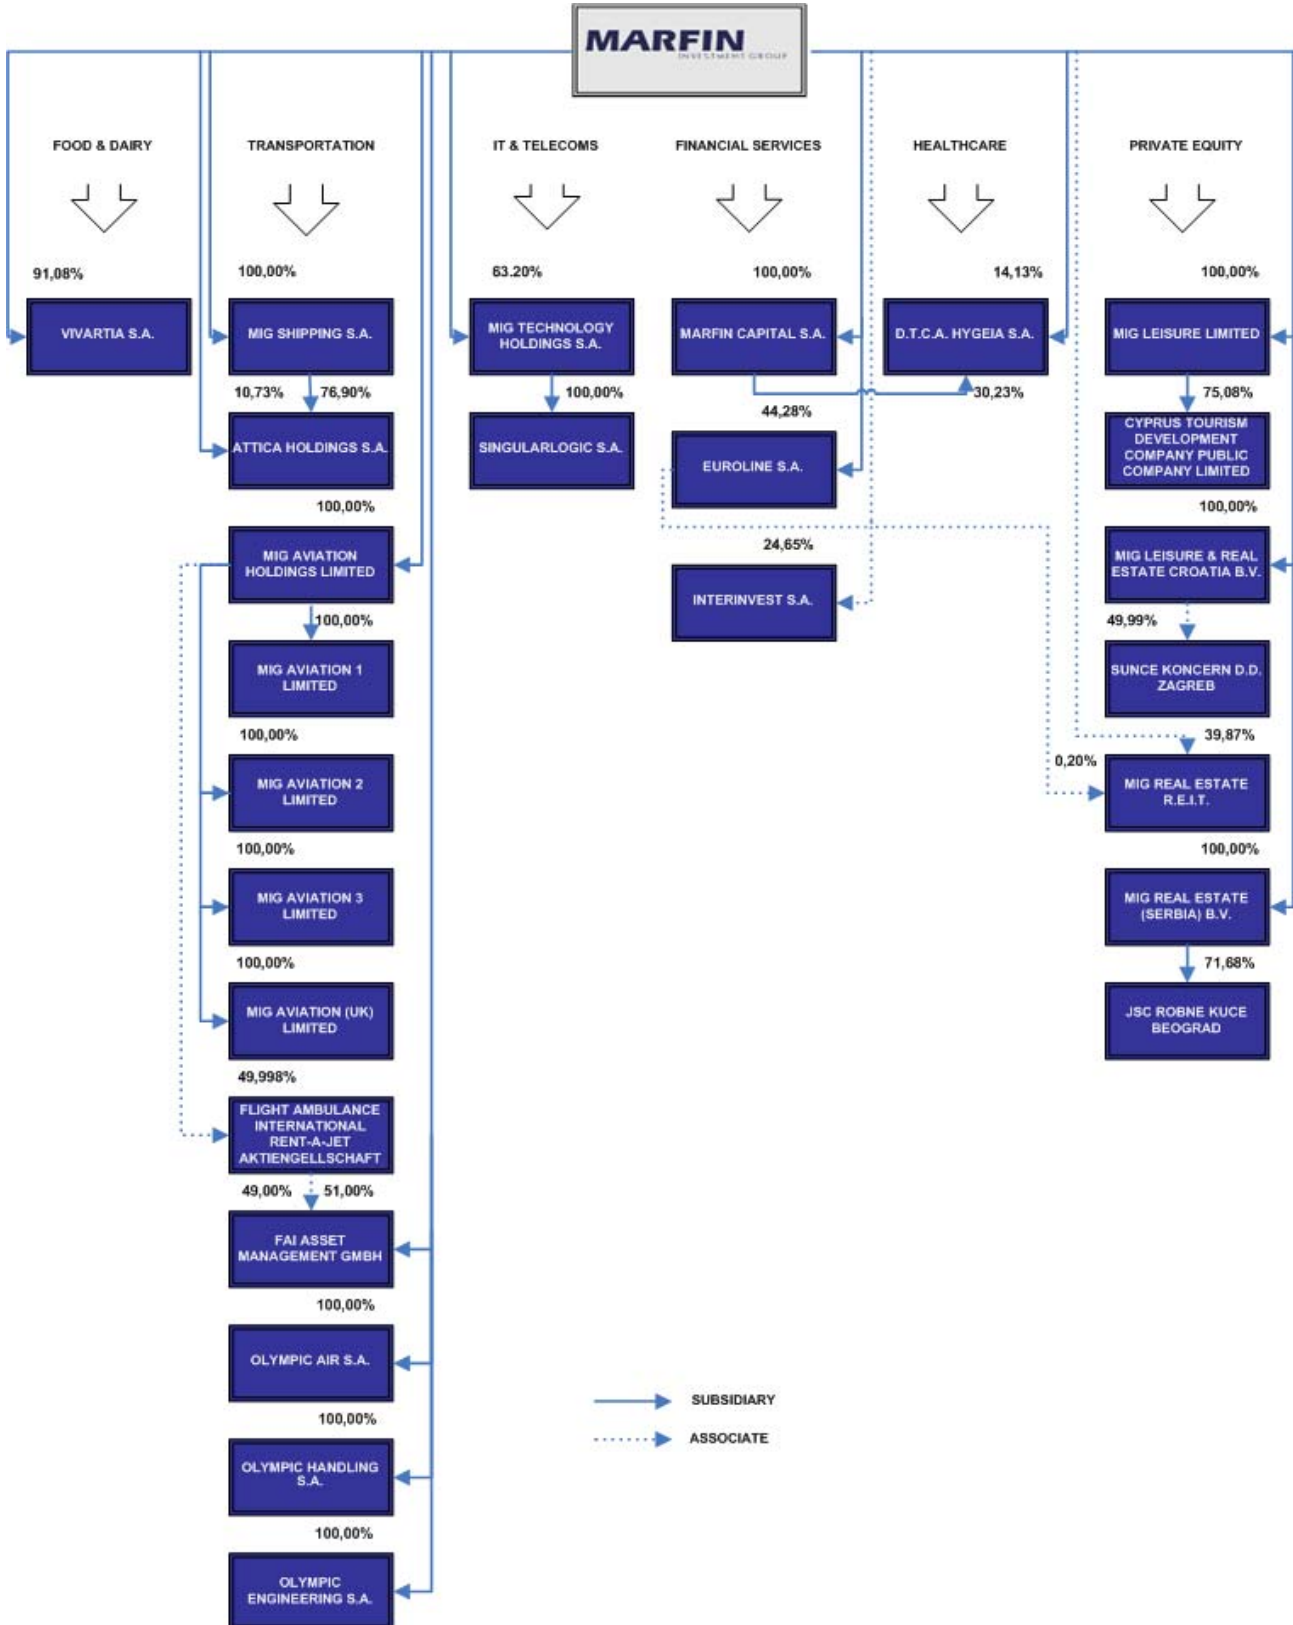 MARFIN
INVESTMENT GROUP
FOOD & DAIRY
TRANSPORTATION
IT & TELECOMS
FINANCIAL SERVICES
HEALTHCARE
PRIVATE EQUITY
91,08%
100,00%
63.20%
100,00%
14,13%
100,00%
VIVARTIA S.A.
MIG SHIPPING S.A.
MIG TECHNOLOGY
HOLDINGS S.A.
MARFIN CAPITAL S.A.
D.T.C.A. HYGEIA S.A.
MIG LEISURE LIMITED
10,73%
76,90%
100,00%
44,28%
30,23%
75,08%
ATTICA HOLDINGS S.A.
SINGULARLOGIC S.A.
EUROLINE S.A.
CYPRUS TOURISM
DEVELOPMENT
COMPANY PUBLIC
COMPANY LIMITED
100,00%
24,65%
100,00%
MIG AVIATION
HOLDINGS LIMITED
INTERINVEST S.A.
MIG LEISURE & REAL
ESTATE CROATIA B.V.
100,00%
49,99%
MIG AVIATION 1
LIMITED
SUNCE KONCERN D.D.
ZAGREB
100,00%
39,87%
0,20%
MIG AVIATION 2
LIMITED
MIG REAL ESTATE
R.E.I.T.
100,00%
100,00%
MIG AVIATION 3
LIMITED
MIG REAL ESTATE
(SERBIA) B.V.
100,00%
71,68%
MIG AVIATION (UK)
LIMITED
JSC ROBNE KUCE
BEOGRAD
49,998%
FLIGHT AMBULANCE
INTERNATIONAL
RENT-A-JET
AKTIENGELLSCHAFT
49,00%
51,00%
FAI ASSET
MANAGEMENT GMBH
100,00%
OLYMPIC AIR S.A.
SUBSIDIARY
100,00%
ASSOCIATE
OLYMPIC HANDLING
S.A.
100,00%
OLYMPIC
ENGINEERING S.A.